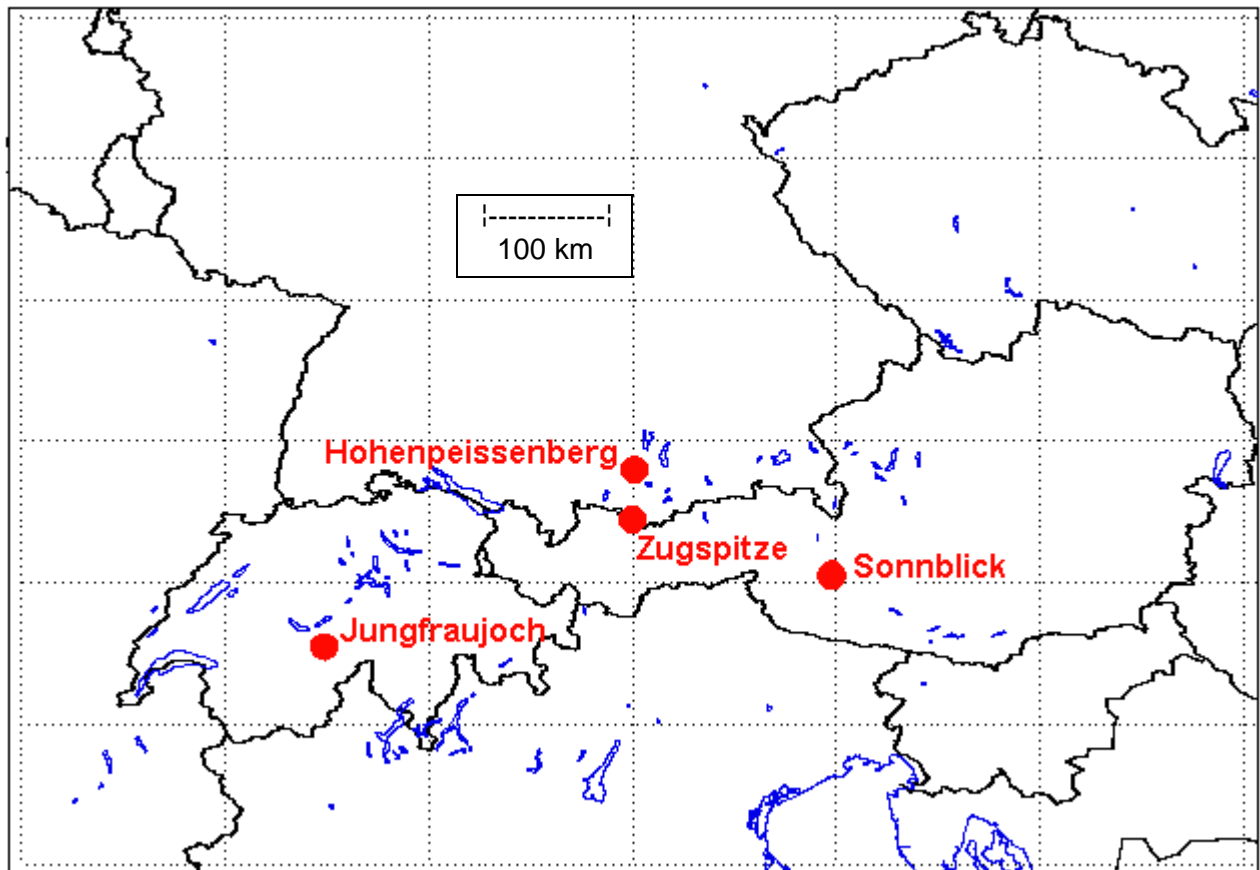 ¦------------¦
100 km
Hohenpeissenberg
Zugspitze
Sonnblick
Jungfraujoch